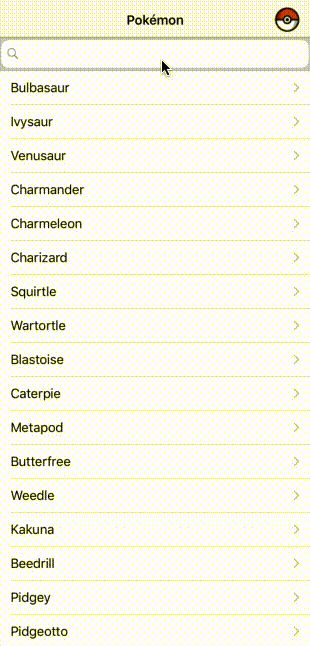 Pokémon
Bulbasaur
Ivysaur
Venusaur
Charmander
Charmeleon
Charizard
Squirtle
Wartortle
Blastoise
Caterpie
Metapod
Butterfree
Weedle
Kakuna
Beedrill
Pidgey
Pidgeotto